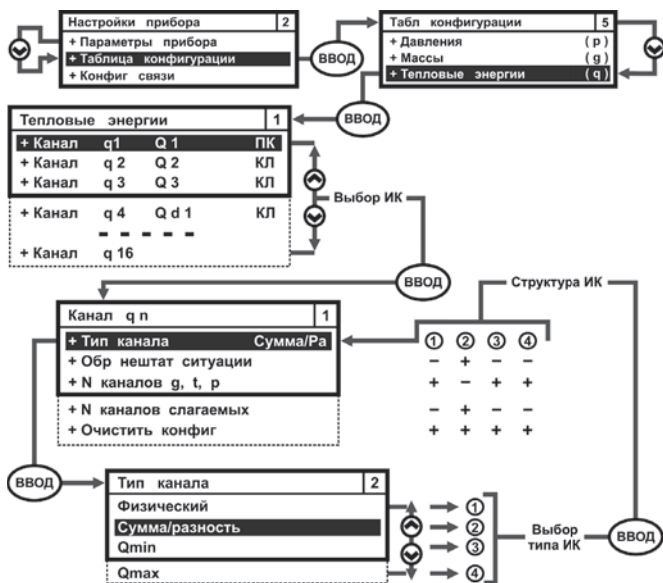 Настройки прибора 2
+ Параметры прибора
+ Таблица конфигурации
+ Конфиг связи
ВВОД
Табл конфигурации 5
+ Давления (p)
+ Массы (g)
+ Тепловые энергии (q)
ВВОД
Тепловые энергии 1
+ Канал q1 Q 1 ПК
+ Канал q 2 Q 2 КЛ
+ Канал q 3 Q 3 КЛ
+ Канал q 4 Q d 1 КЛ
- - - - -
+ Канал q 16
Выбор ИК
ВВОД
Структура ИК
Канал q n 1
+ Тип канала Сумма/Ра
+ Обр нештат ситуации
+ N каналов g, t, p
+ N каналов слагаемых
+ Очистить конфиг
1 2 3 4
– + – –
+ – + +
– + – –
+ + + +
ВВОД
Тип канала 2
Физический 1
Сумма/разность 2
Qmin 3
Qmax 4
Выбор
типа ИК
ВВОД